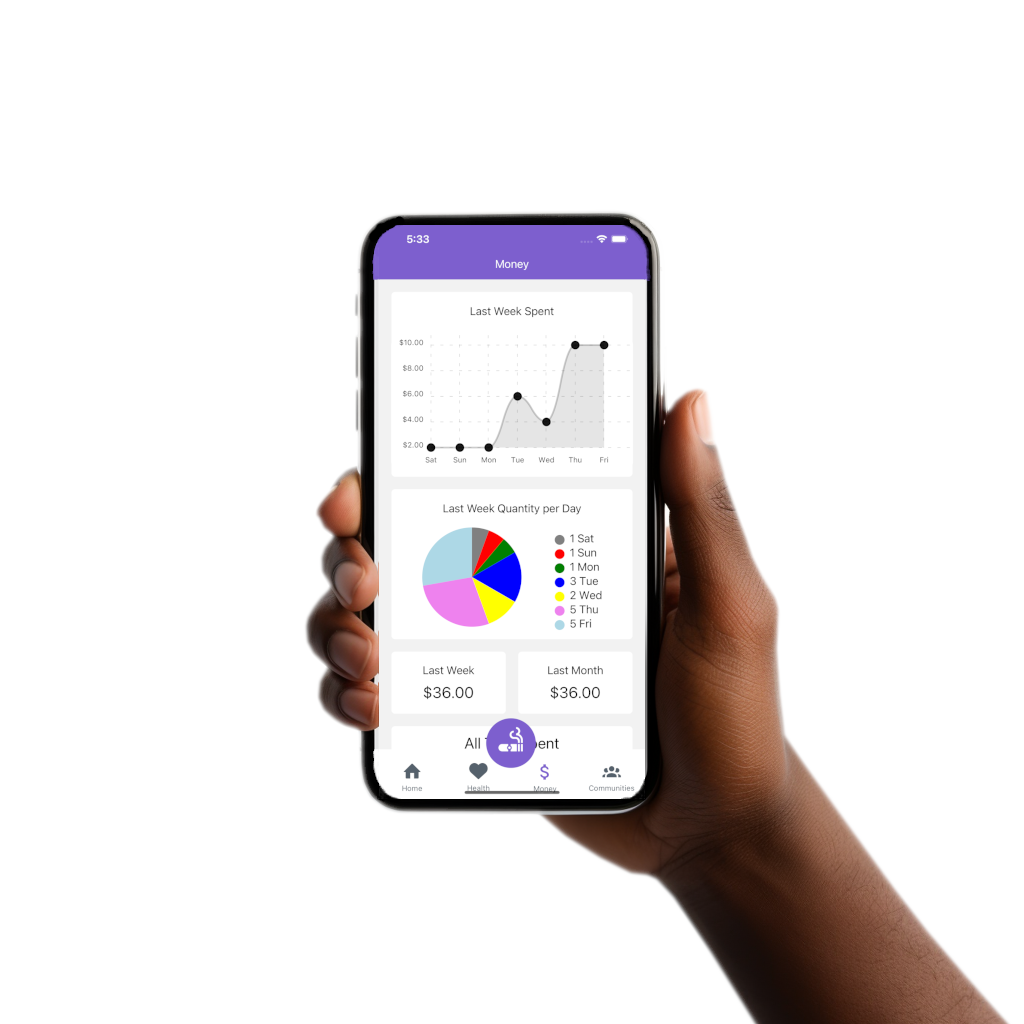 5:33
Money
Last Week Spent
$10.00
$8.00
$6.00
$4.00
$2.00
Sat Sun Mon Tue Wed Thu Fri
Last Week Quantity per Day
1 Sat
1 Sun
1 Mon
3 Tue
2 Wed
5 Thu
5 Fri
Last Week Last Month
$36.00 $36.00
All
Home Health Money Communities